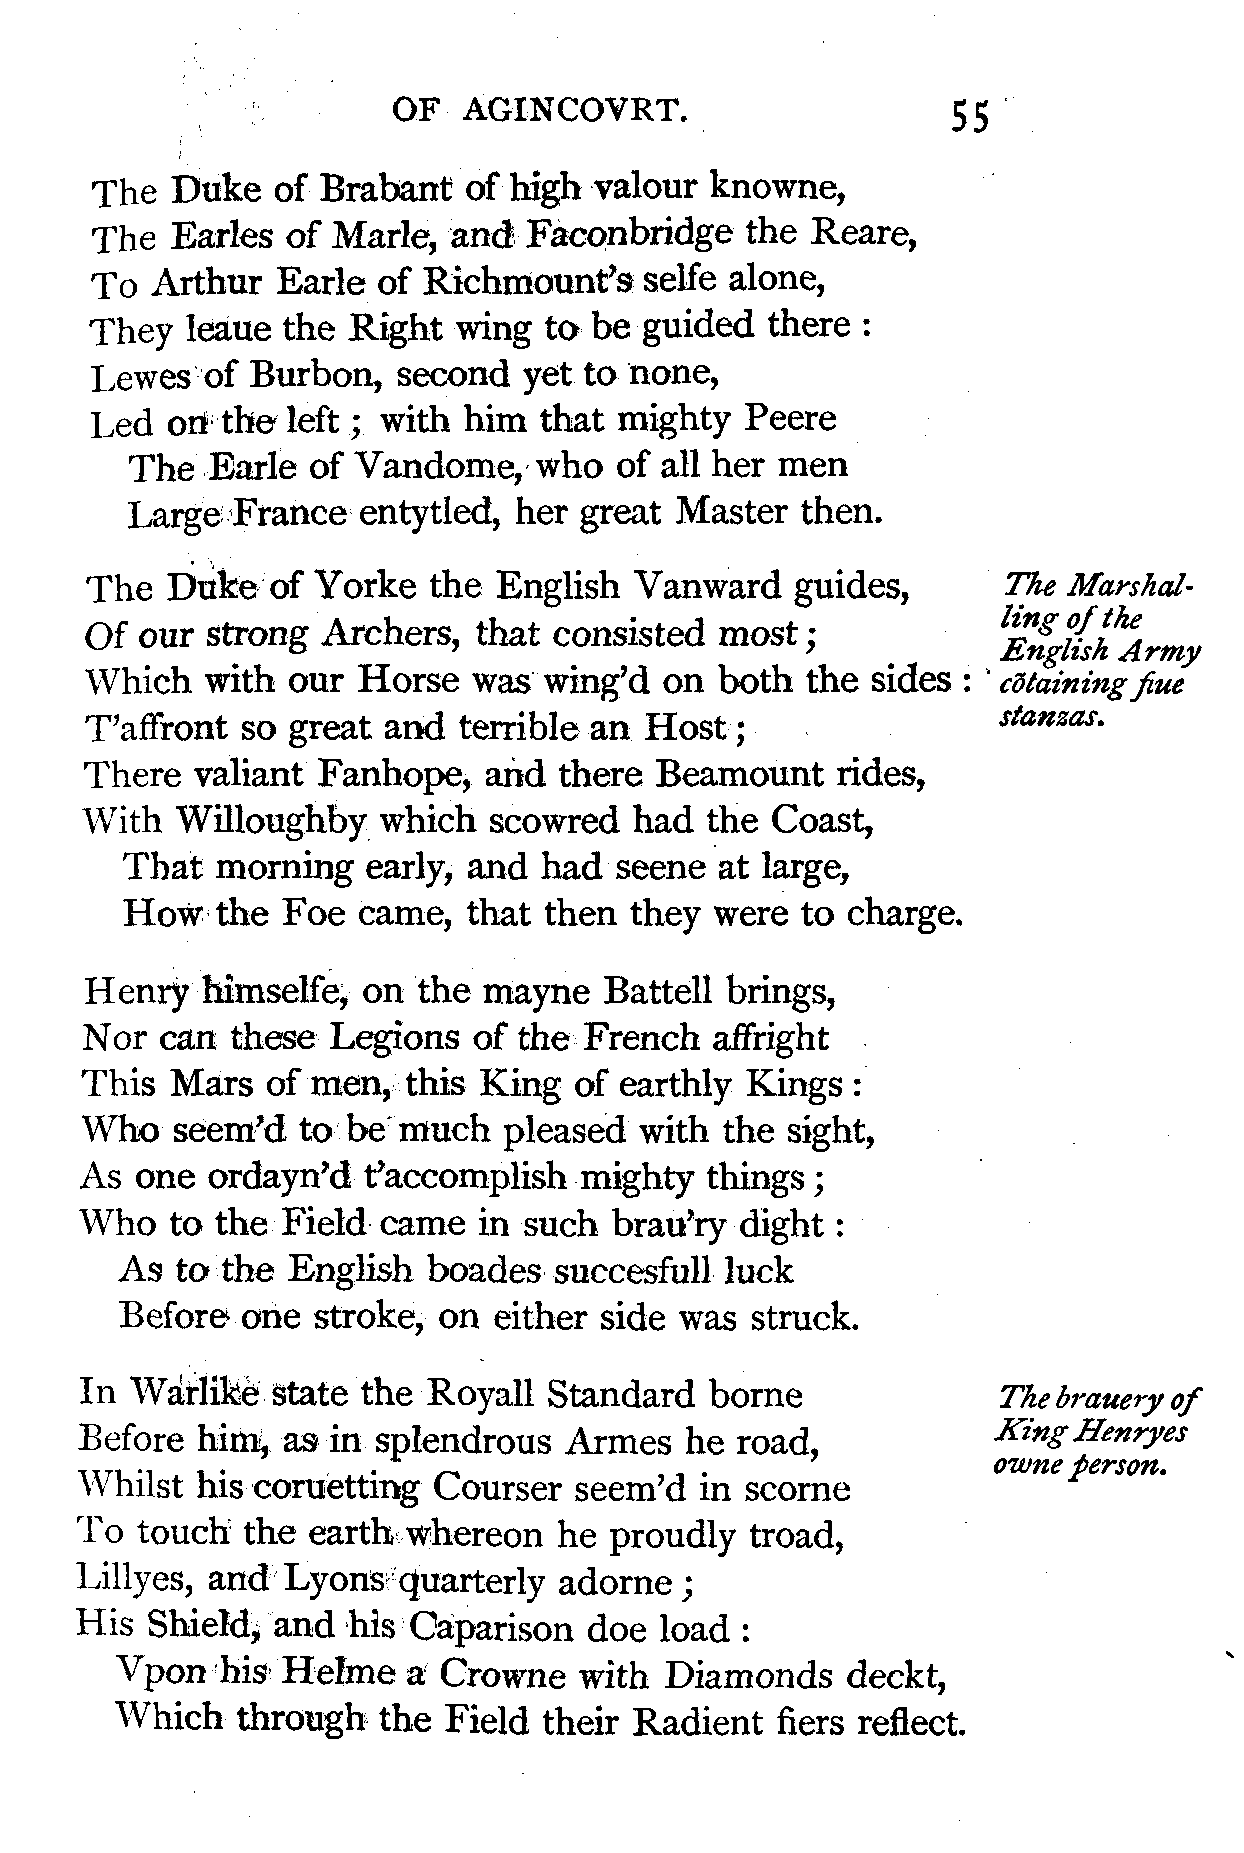 OF AGINCOVRT. 55
The Duke of Brabant of high valour knowne,
The Earles of Marle, and Faconbridge the Reare,
To Arthur Earle of Richmount's selfe alone,
They leaue the Right wing to be guided there :
Lewes of Burbon, second yet to none,
Led on the left ; with him that mighty Peere
The Earle of Vandome, who of all her men
Large France entytled, her great Master then.
The Duke of Yorke the English Vanward guides,
Of our strong Archers, that consisted most ;
Which with our Horse was wing'd on both the sides :
T'affront so great and terrible an Host ;
There valiant Fanhope, and there Beamount rides,
With Willoughby which scowred had the Coast,
That morning early, and had seene at large,
How the Foe came, that then they were to charge.
The Marshal-
ling of the
English Army
cōtaining fiue
stanzas.
Henry himselfe, on the mayne Battell brings,
Nor can these Legions of the French affright
This Mars of men, this King of earthly Kings :
Who seem'd to be much pleased with the sight,
As one ordayn'd t'accomplish mighty things ;
Who to the Field came in such brau'ry dight :
As to the English boades succesfull luck
Before one stroke, on either side was struck.
In Warlike state the Royall Standard borne
Before him, as in splendrous Armes he road,
Whilst his coruetting Courser seem'd in scorne
To touch the earth whereon he proudly troad,
Lillyes, and Lyons quarterly adorne ;
His Shield, and his Caparison doe load :
Vpon his Helme a Crowne with Diamonds deckt,
Which through the Field their Radient fiers reflect.
The brauery of
King Henryes
owne person.